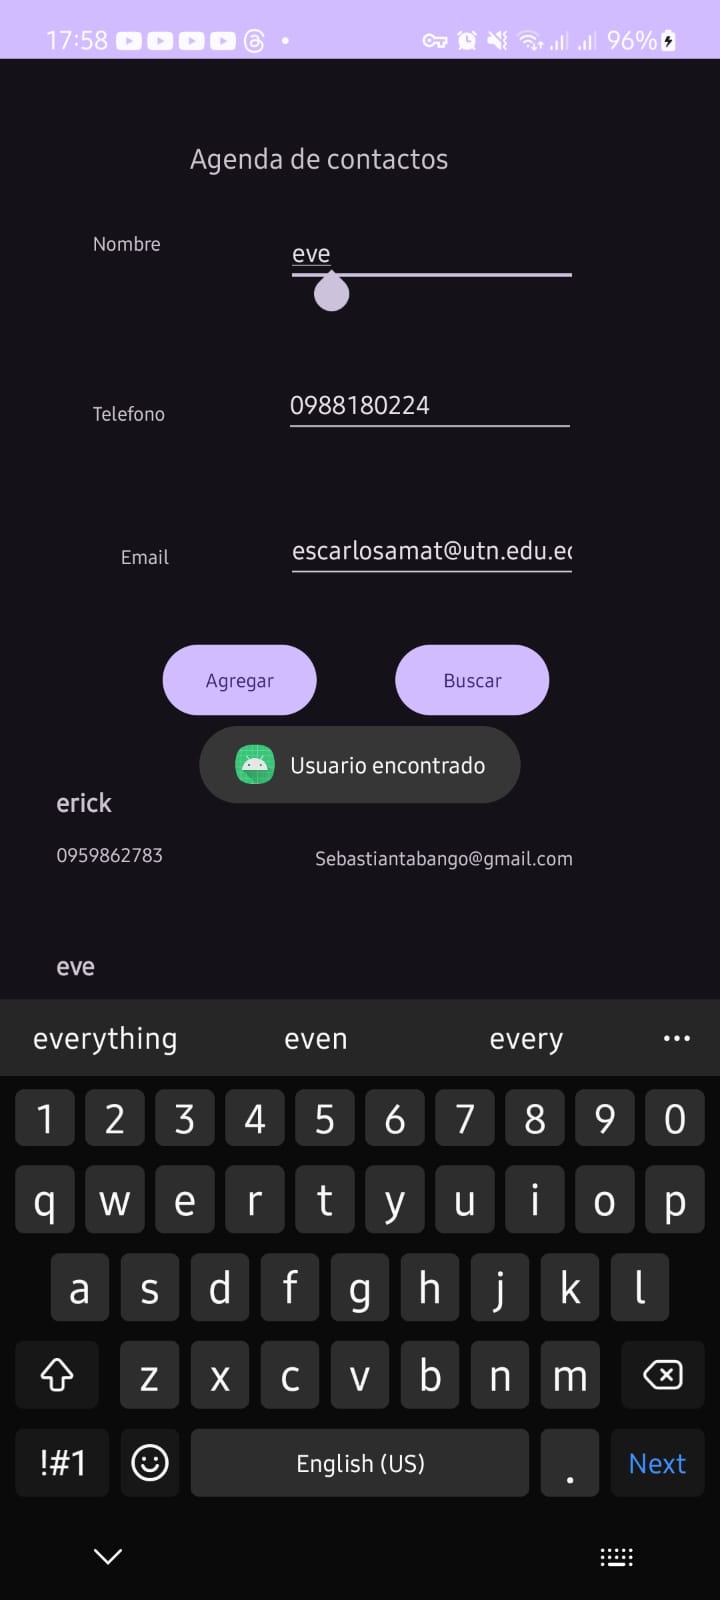 17:58 96%
Agenda de contactos
Nombre eve
Telefono 0988180224
Email escarlosamat@utn.edu.ec
Agregar Buscar
Usuario encontrado
erick
0959862783 Sebastiantabango@gmail.com
eve
everything even every
1 2 3 4 5 6 7 8 9 0
q w e r t y u i o p
a s d f g h j k l
z x c v b n m
!#1 English (US) . Next